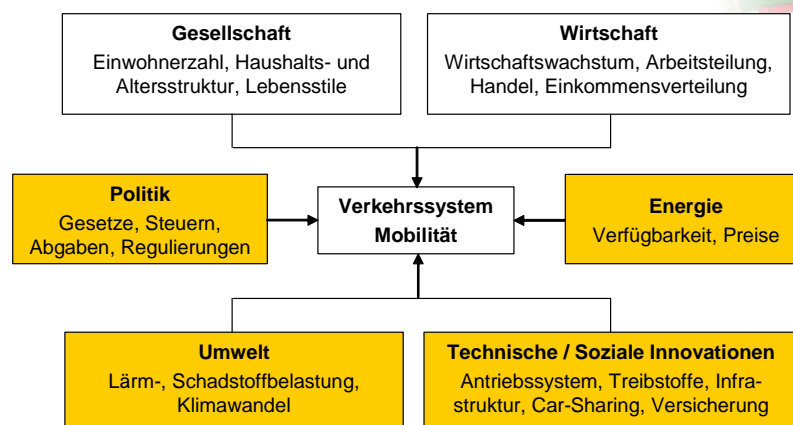 Gesellschaft
Einwohnerzahl, Haushalts- und
Altersstruktur, Lebensstile
Wirtschaft
Wirtschaftswachstum, Arbeitsteilung,
Handel, Einkommensverteilung
Politik
Gesetze, Steuern,
Abgaben, Regulierungen
Verkehrssystem
Mobilität
Energie
Verfügbarkeit, Preise
Umwelt
Lärm-, Schadstoffbelastung,
Klimawandel
Technische / Soziale Innovationen
Antriebssystem, Treibstoffe, Infra-
struktur, Car-Sharing, Versicherung